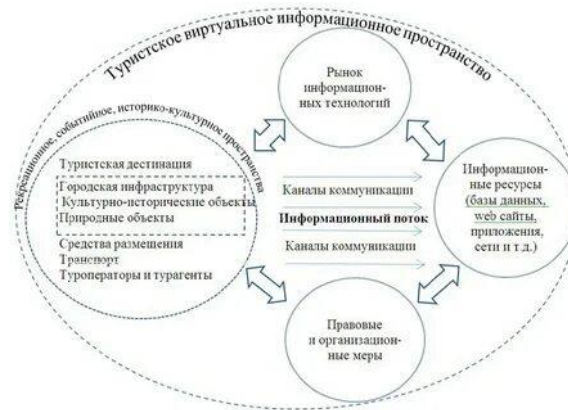 Туристское виртуальное информационное пространство
Рынок
информацион-
ных технологий
Рекреационное, событийное, историко-культурное пространства
Туристская дестинация
Городская инфраструктура
Культурно-исторические объекты
Природные объекты
Средства размещения
Транспорт
Туроператоры и турагенты
Каналы коммуникации
Информационный поток
Каналы коммуникации
Информацион-
ные ресурсы
(базы данных,
web сайты,
приложения,
сети и т.д.)
Правовые
и организацион-
ные меры